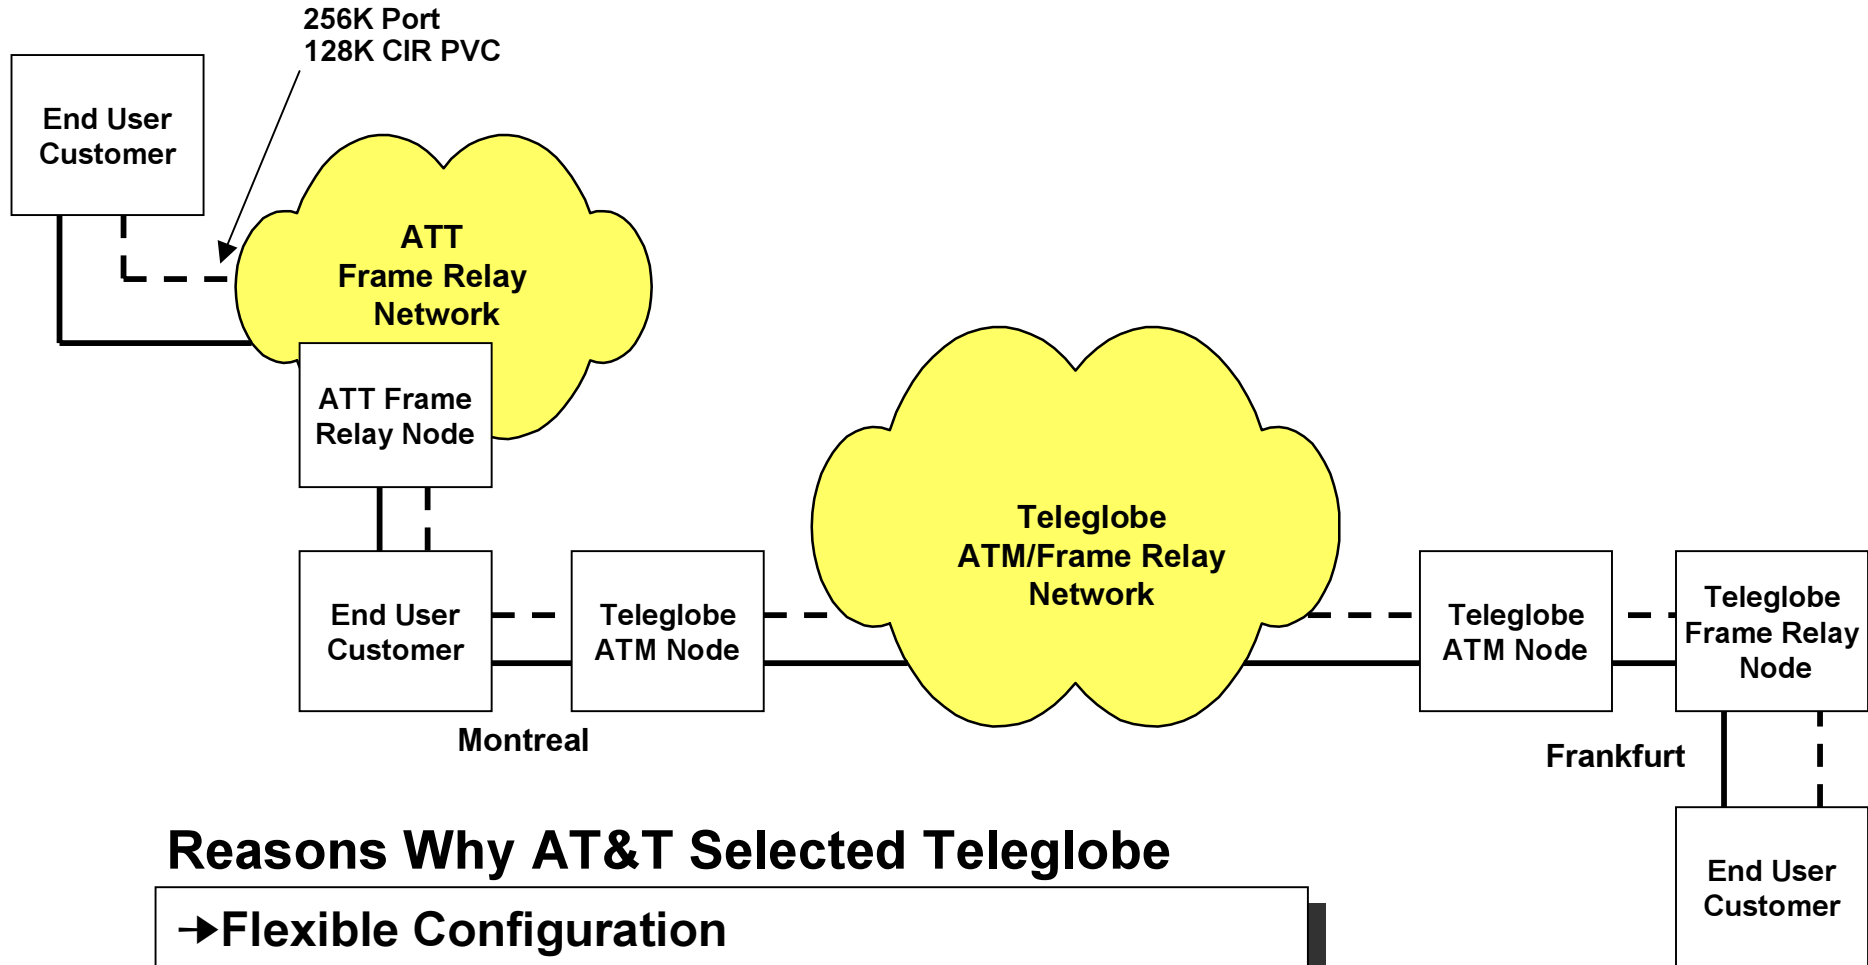 256K Port
128K CIR PVC
End User
Customer
ATT
Frame Relay
Network
ATT Frame
Relay Node
Teleglobe
ATM/Frame Relay
Network
End User
Customer
Teleglobe
ATM Node
Teleglobe
ATM Node
Teleglobe
Frame Relay
Node
Montreal
Frankfurt
Reasons Why AT&T Selected Teleglobe
→Flexible Configuration
End User
Customer